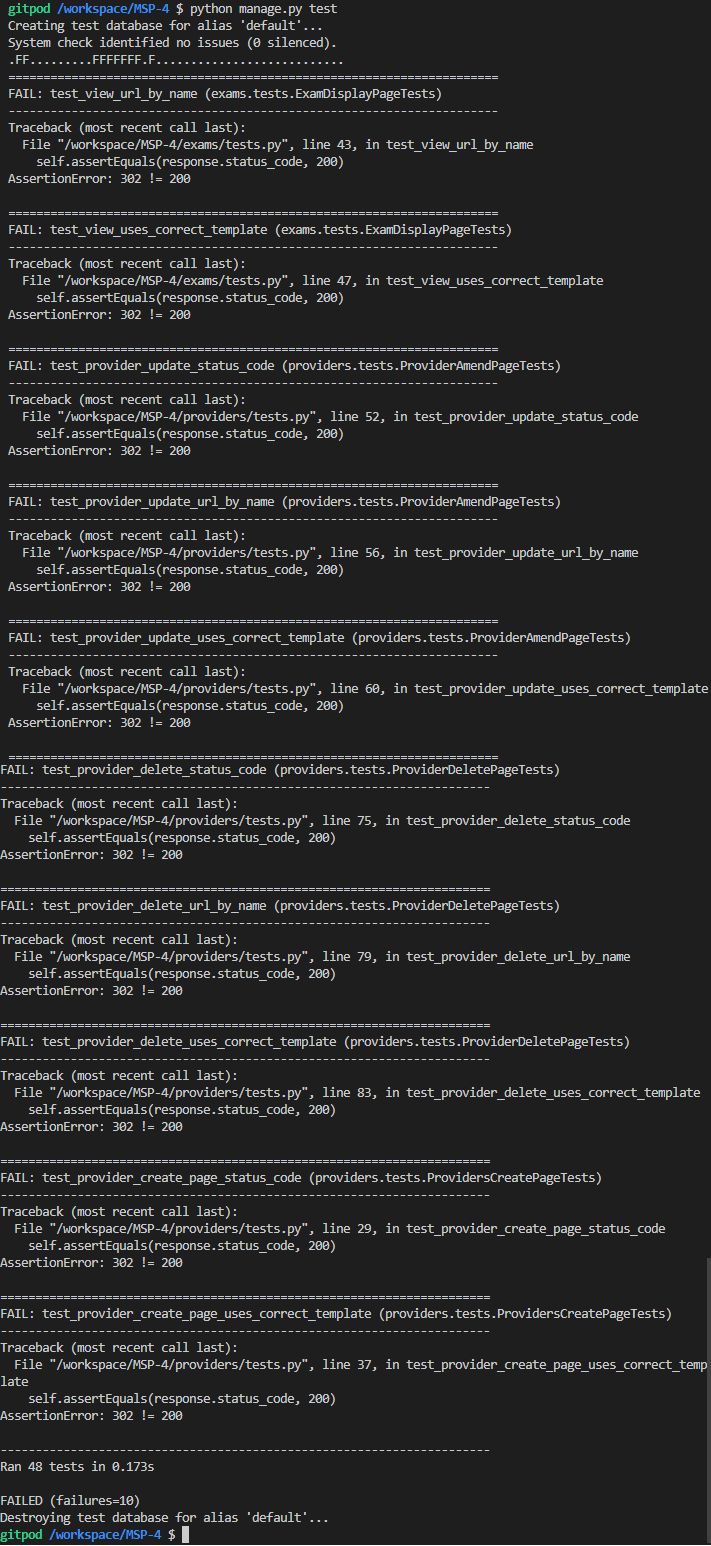 gitpod /workspace/MSP-4 $ python manage.py test
Creating test database for alias 'default'...
System check identified no issues (0 silenced).
.FF.........FFFFFFF.F...........................
======================================================================
FAIL: test_view_url_by_name (exams.tests.ExamDisplayPageTests)
----------------------------------------------------------------------
Traceback (most recent call last):
  File "/workspace/MSP-4/exams/tests.py", line 43, in test_view_url_by_name
    self.assertEquals(response.status_code, 200)
AssertionError: 302 != 200

======================================================================
FAIL: test_view_uses_correct_template (exams.tests.ExamDisplayPageTests)
----------------------------------------------------------------------
Traceback (most recent call last):
  File "/workspace/MSP-4/exams/tests.py", line 47, in test_view_uses_correct_template
    self.assertEquals(response.status_code, 200)
AssertionError: 302 != 200

======================================================================
FAIL: test_provider_update_status_code (providers.tests.ProviderAmendPageTests)
----------------------------------------------------------------------
Traceback (most recent call last):
  File "/workspace/MSP-4/providers/tests.py", line 52, in test_provider_update_status_code
    self.assertEquals(response.status_code, 200)
AssertionError: 302 != 200

======================================================================
FAIL: test_provider_update_url_by_name (providers.tests.ProviderAmendPageTests)
----------------------------------------------------------------------
Traceback (most recent call last):
  File "/workspace/MSP-4/providers/tests.py", line 56, in test_provider_update_url_by_name
    self.assertEquals(response.status_code, 200)
AssertionError: 302 != 200

======================================================================
FAIL: test_provider_update_uses_correct_template (providers.tests.ProviderAmendPageTests)
----------------------------------------------------------------------
Traceback (most recent call last):
  File "/workspace/MSP-4/providers/tests.py", line 60, in test_provider_update_uses_correct_template
    self.assertEquals(response.status_code, 200)
AssertionError: 302 != 200

======================================================================
FAIL: test_provider_delete_status_code (providers.tests.ProviderDeletePageTests)
----------------------------------------------------------------------
Traceback (most recent call last):
  File "/workspace/MSP-4/providers/tests.py", line 75, in test_provider_delete_status_code
    self.assertEquals(response.status_code, 200)
AssertionError: 302 != 200

======================================================================
FAIL: test_provider_delete_url_by_name (providers.tests.ProviderDeletePageTests)
----------------------------------------------------------------------
Traceback (most recent call last):
  File "/workspace/MSP-4/providers/tests.py", line 79, in test_provider_delete_url_by_name
    self.assertEquals(response.status_code, 200)
AssertionError: 302 != 200

======================================================================
FAIL: test_provider_delete_uses_correct_template (providers.tests.ProviderDeletePageTests)
----------------------------------------------------------------------
Traceback (most recent call last):
  File "/workspace/MSP-4/providers/tests.py", line 83, in test_provider_delete_uses_correct_template
    self.assertEquals(response.status_code, 200)
AssertionError: 302 != 200

======================================================================
FAIL: test_provider_create_page_status_code (providers.tests.ProvidersCreatePageTests)
----------------------------------------------------------------------
Traceback (most recent call last):
  File "/workspace/MSP-4/providers/tests.py", line 29, in test_provider_create_page_status_code
    self.assertEquals(response.status_code, 200)
AssertionError: 302 != 200

======================================================================
FAIL: test_provider_create_page_uses_correct_template (providers.tests.ProvidersCreatePageTests)
----------------------------------------------------------------------
Traceback (most recent call last):
  File "/workspace/MSP-4/providers/tests.py", line 37, in test_provider_create_page_uses_correct_temp
late
    self.assertEquals(response.status_code, 200)
AssertionError: 302 != 200

----------------------------------------------------------------------
Ran 48 tests in 0.173s

FAILED (failures=10)
Destroying test database for alias 'default'...
gitpod /workspace/MSP-4 $